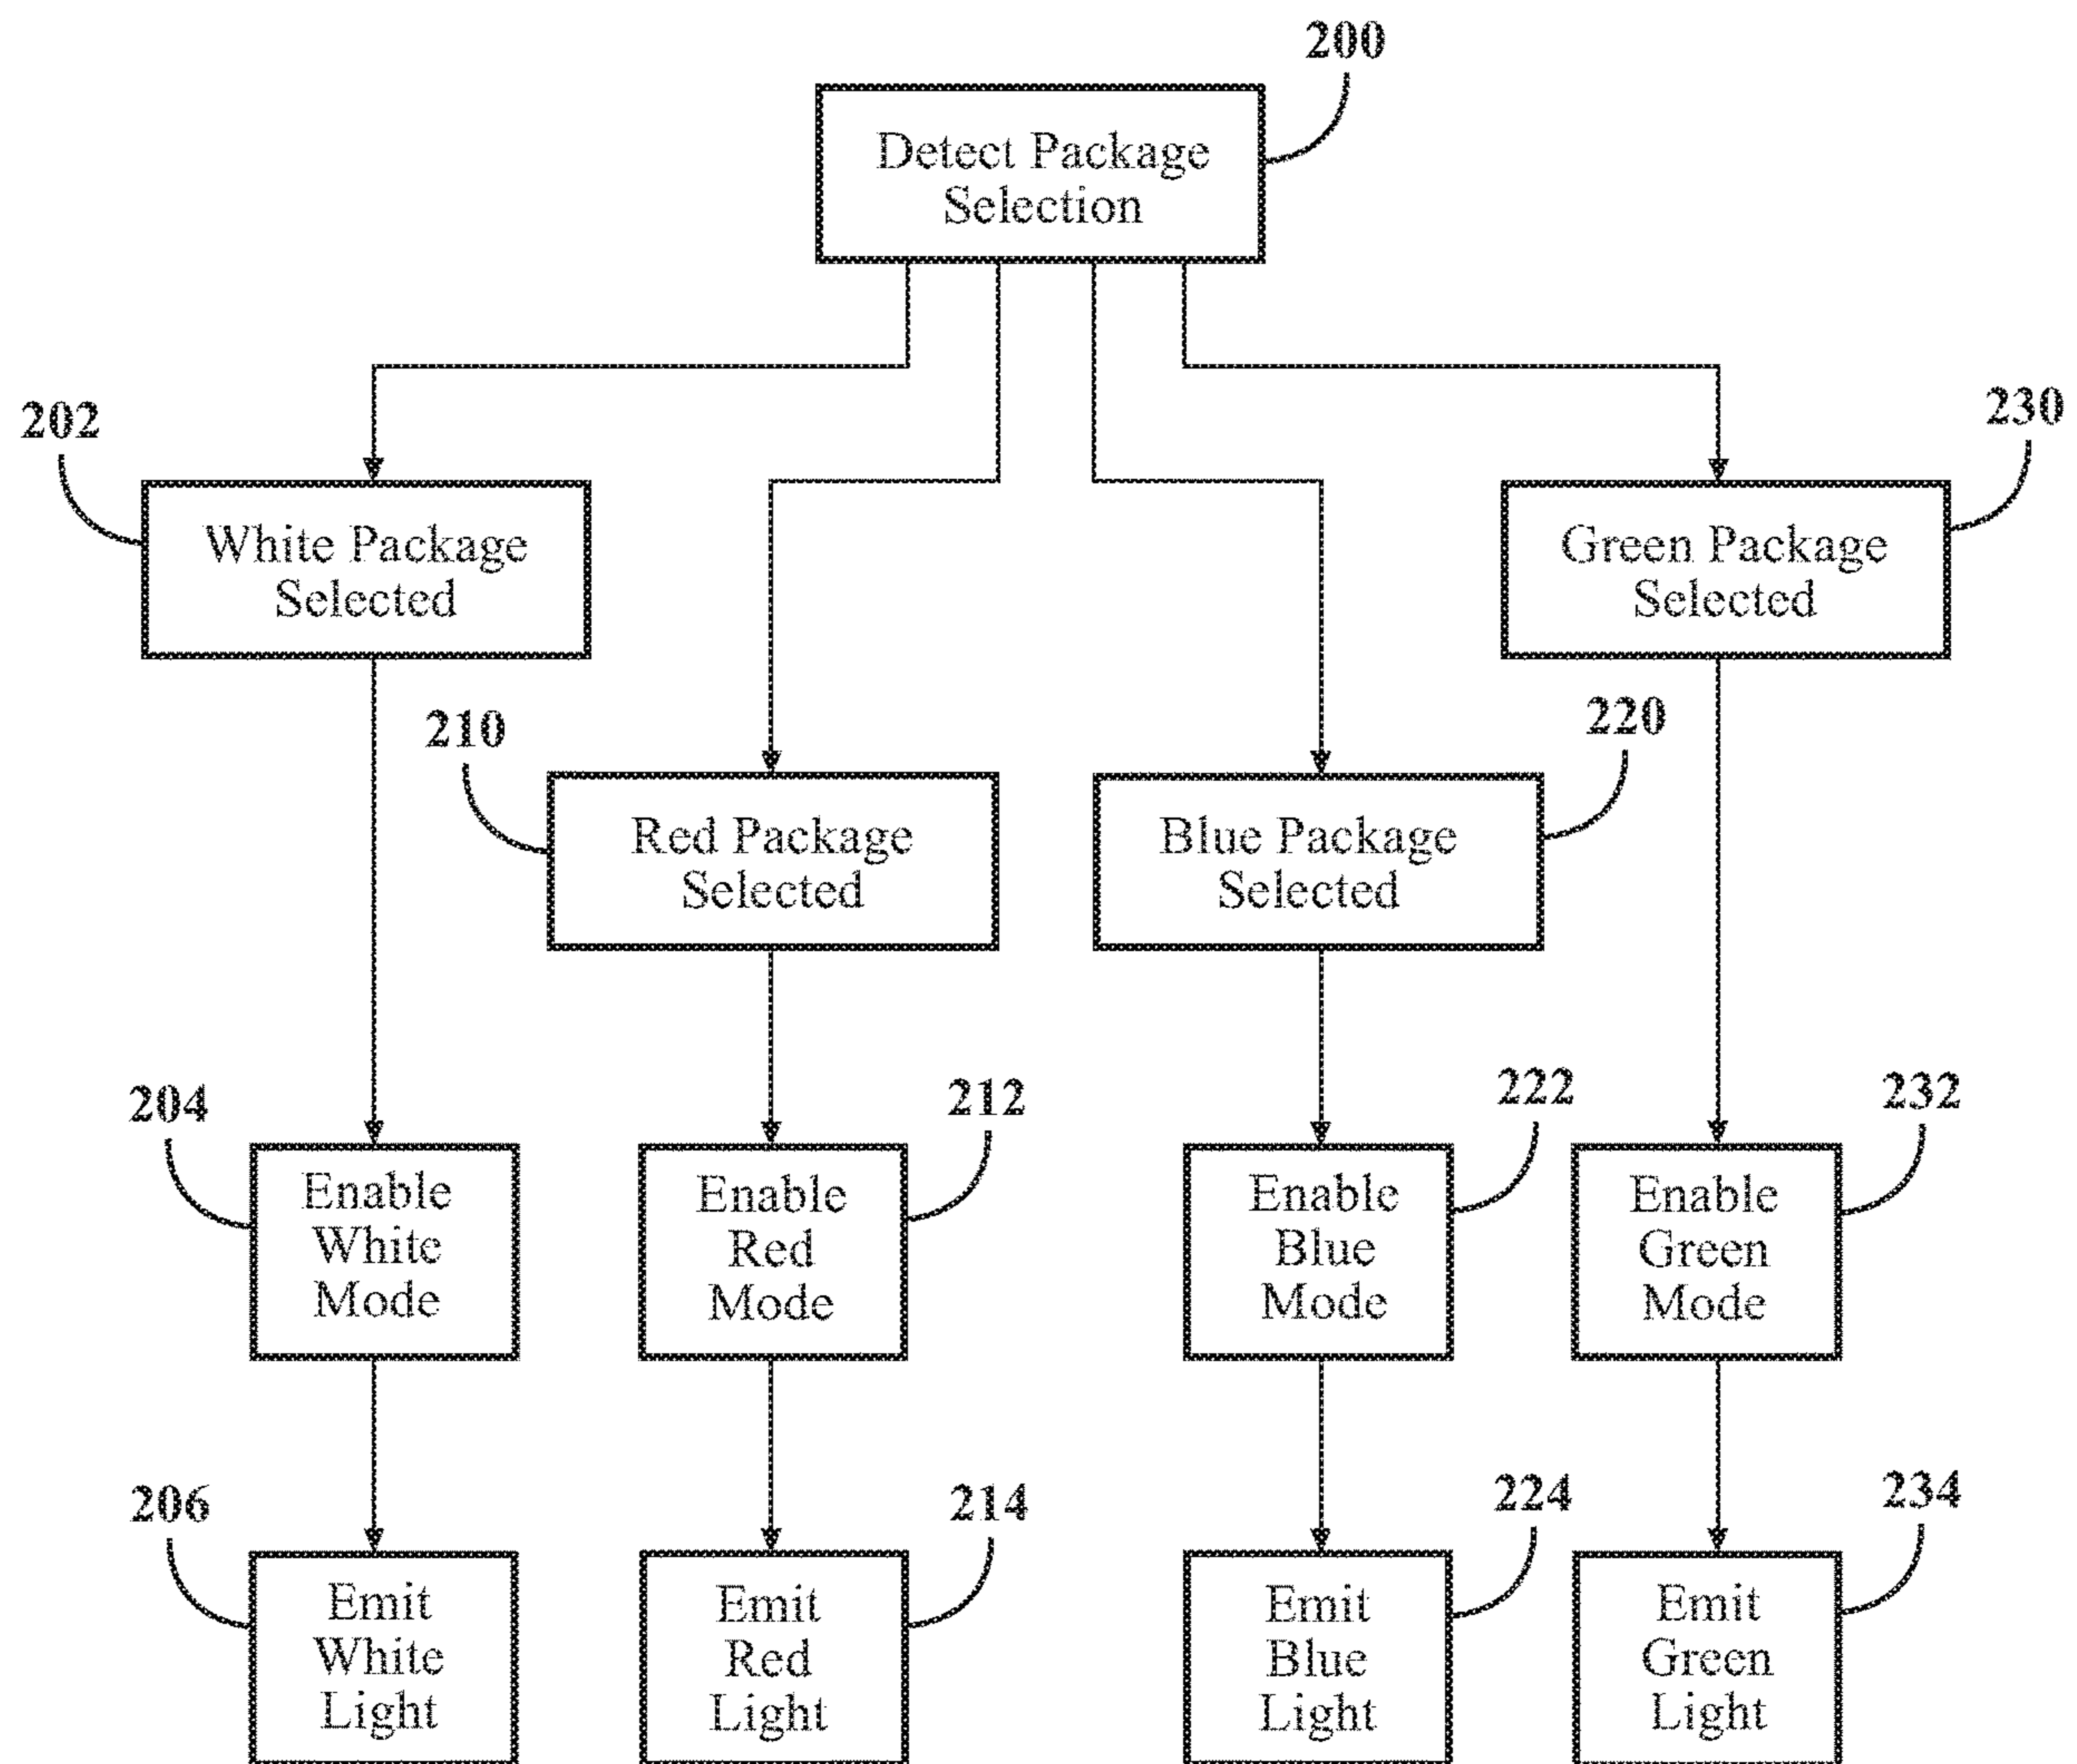 200
Detect Package
Selection
202
230
White Package
Selected
Green Package
Selected
210
220
Red Package
Selected
Blue Package
Selected
204
212
222
232
Enable
White
Mode
Enable
Red
Mode
Enable
Blue
Mode
Enable
Green
Mode
206
214
224
234
Emit
White
Light
Emit
Red
Light
Emit
Blue
Light
Emit
Green
Light